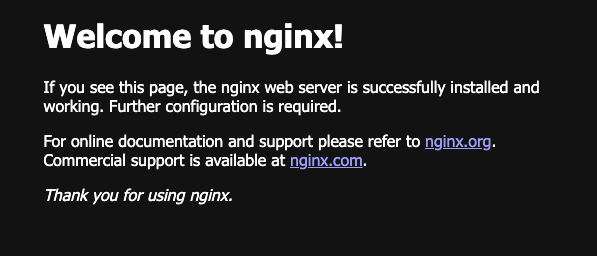 Welcome to nginx!
If you see this page, the nginx web server is successfully installed and
working. Further configuration is required.
For online documentation and support please refer to nginx.org.
Commercial support is available at nginx.com.
Thank you for using nginx.